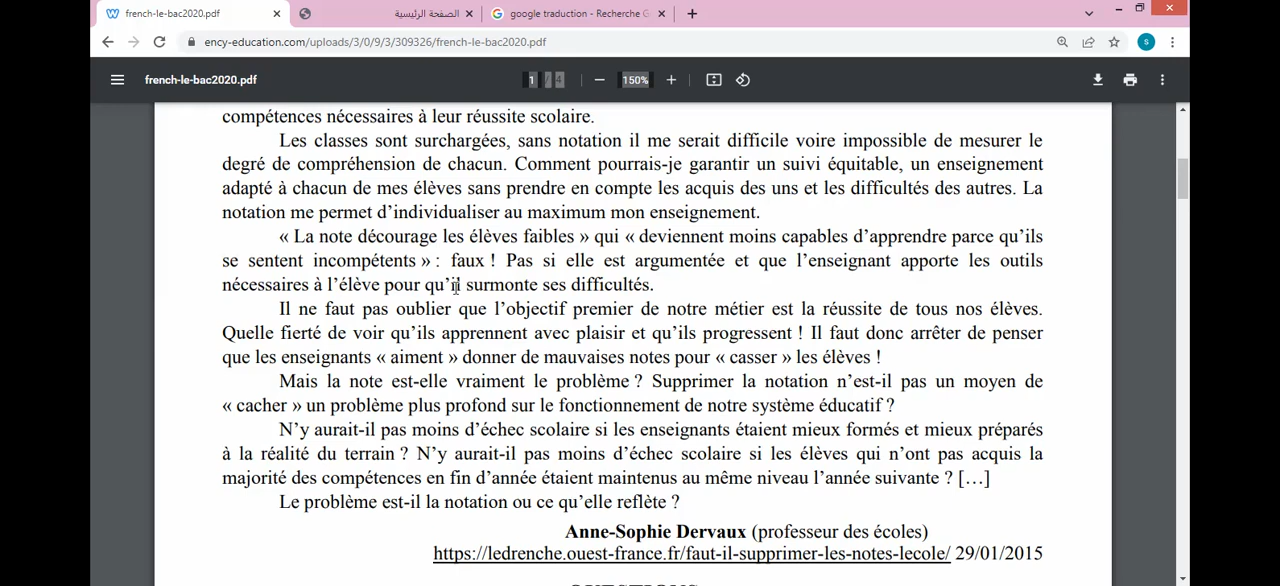 french-le-bac2020.pdf
الصفحة الرئيسية
google traduction - Recherche G
ency-education.com/uploads/3/0/9/3/309326/french-le-bac2020.pdf
s
french-le-bac2020.pdf
1 / 4
150%
compétences nécessaires à leur réussite scolaire.
Les classes sont surchargées, sans notation il me serait difficile voire impossible de mesurer le
degré de compréhension de chacun. Comment pourrais-je garantir un suivi équitable, un enseignement
adapté à chacun de mes élèves sans prendre en compte les acquis des uns et les difficultés des autres. La
notation me permet d'individualiser au maximum mon enseignement.
« La note décourage les élèves faibles » qui « deviennent moins capables d'apprendre parce qu'ils
se sentent incompétents » : faux ! Pas si elle est argumentée et que l'enseignant apporte les outils
nécessaires à l'élève pour qu'il surmonte ses difficultés.
Il ne faut pas oublier que l'objectif premier de notre métier est la réussite de tous nos élèves.
Quelle fierté de voir qu'ils apprennent avec plaisir et qu'ils progressent ! Il faut donc arrêter de penser
que les enseignants « aiment » donner de mauvaises notes pour « casser » les élèves !
Mais la note est-elle vraiment le problème ? Supprimer la notation n'est-il pas un moyen de
« cacher » un problème plus profond sur le fonctionnement de notre système éducatif ?
N'y aurait-il pas moins d'échec scolaire si les enseignants étaient mieux formés et mieux préparés
à la réalité du terrain ? N'y aurait-il pas moins d'échec scolaire si les élèves qui n'ont pas acquis la
majorité des compétences en fin d'année étaient maintenus au même niveau l'année suivante ? […]
Le problème est-il la notation ou ce qu'elle reflète ?
Anne-Sophie Dervaux (professeur des écoles)
https://ledrenche.ouest-france.fr/faut-il-supprimer-les-notes-lecole/ 29/01/2015
QUESTIONS